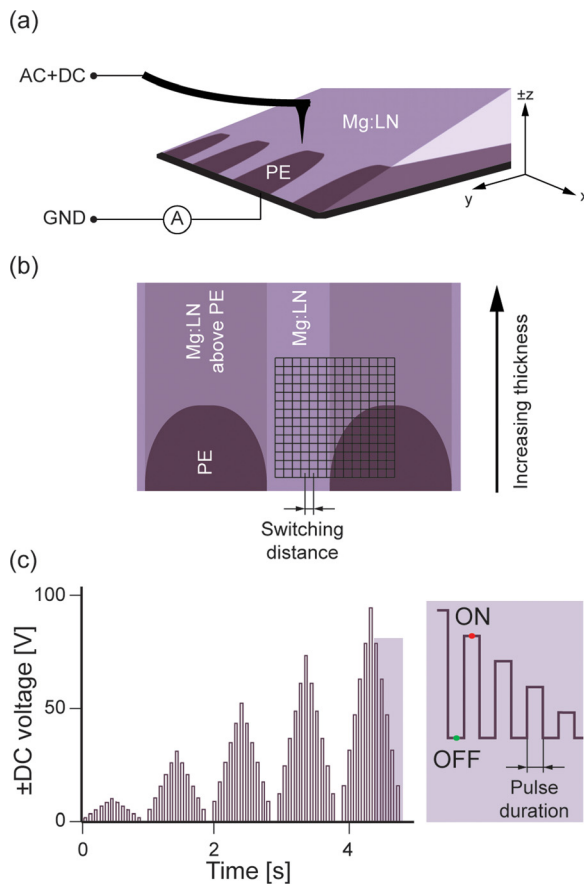 (a)
AC+DC
Mg:LN
PE
GND
A
±z
y
x
(b)
Mg:LN
above PE
Mg:LN
PE
Increasing thickness
Switching
distance
(c)
±DC voltage [V]
100
50
0
0
2
4
Time [s]
ON
OFF
Pulse
duration